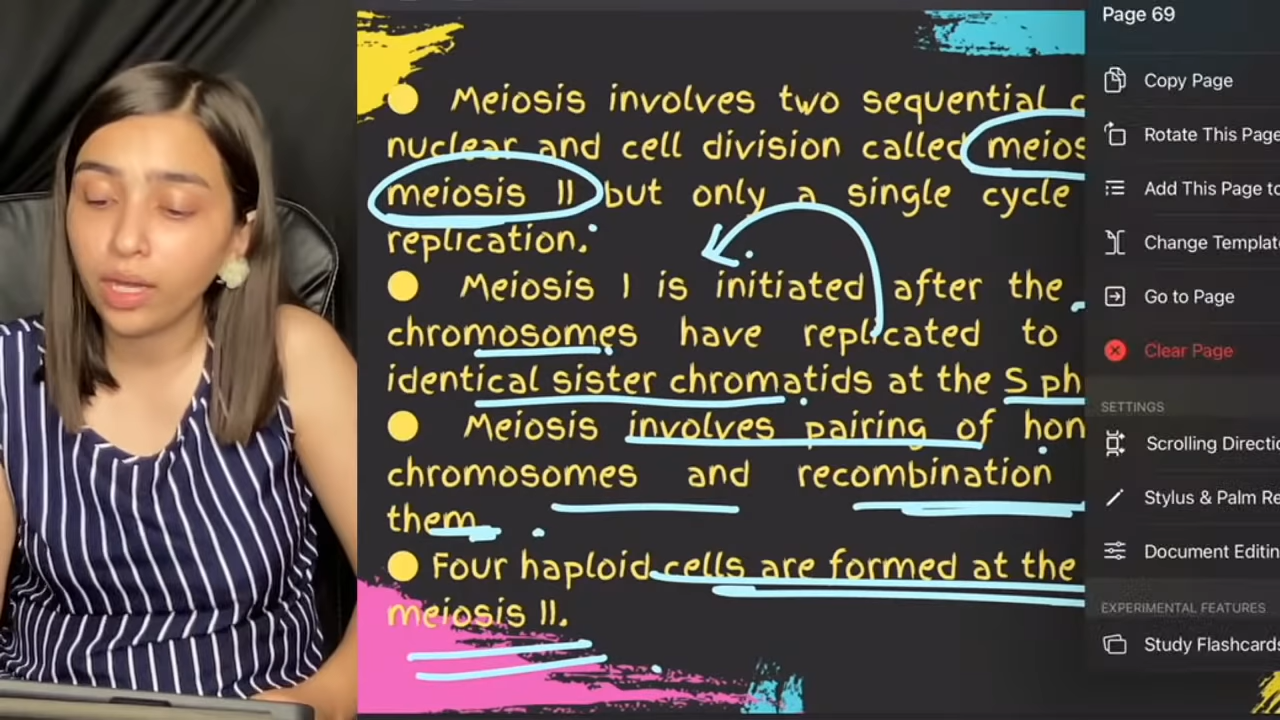 Page 69
Copy Page
Rotate This Page
Add This Page to
Change Templat
Go to Page
Clear Page
SETTINGS
Scrolling Directio
Stylus & Palm Re
Document Editin
EXPERIMENTAL FEATURES
Study Flashcards
● Meiosis involves two sequential c
nuclear and cell division called meios
meiosis II but only a single cycle
replication.
● Meiosis I is initiated after the
chromosomes have replicated to
identical sister chromatids at the S ph
● Meiosis involves pairing of hon
chromosomes and recombination
them
● Four haploid cells are formed at the
meiosis II.